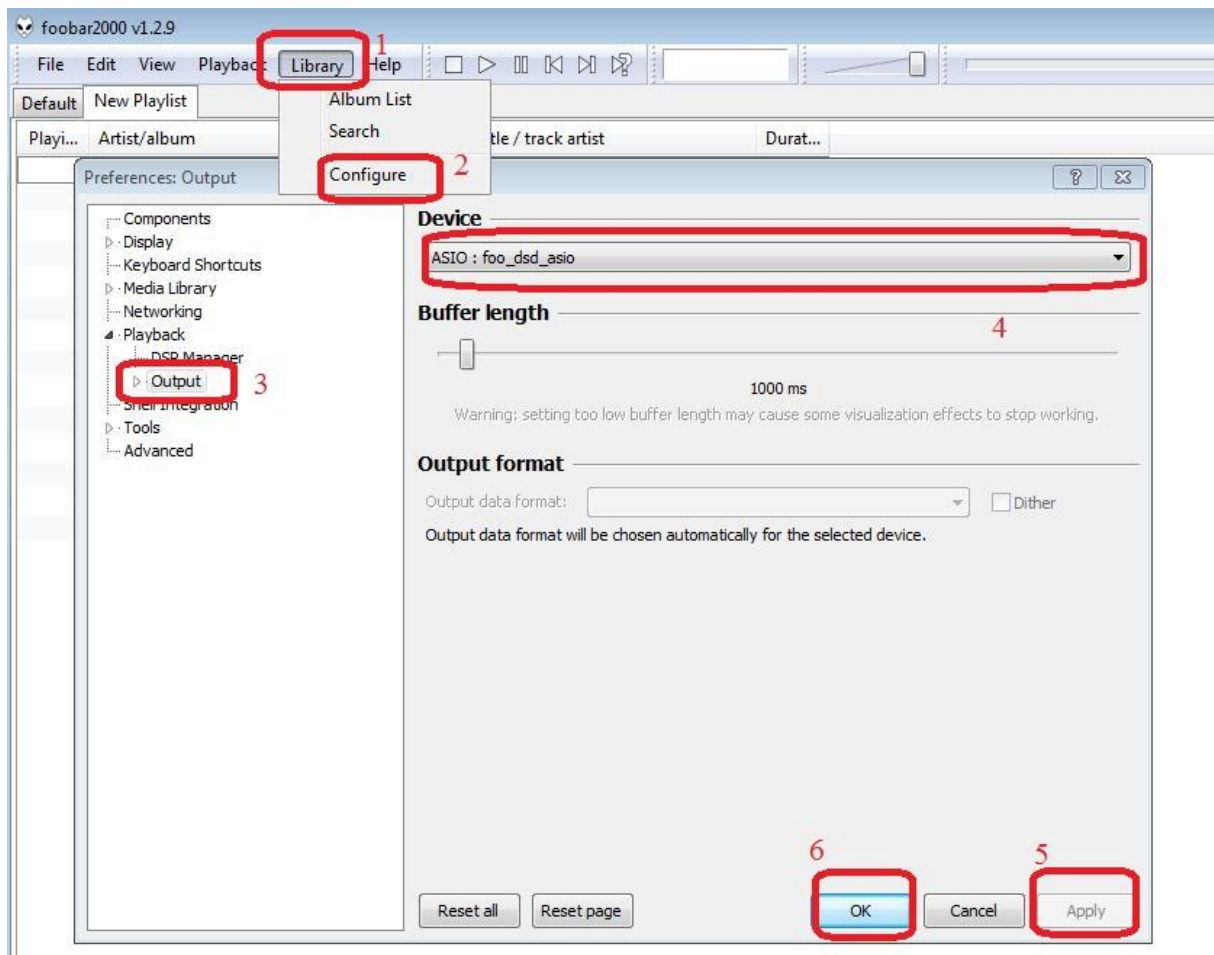 foobar2000 v1.2.9
1
File Edit View Playback Library Help
Default New Playlist
Album List
Playi... Artist/album tle / track artist Durat...
Search
Configure
2
Preferences: Output
Components
Display
Keyboard Shortcuts
Media Library
Networking
Playback
DSP Manager
Output
3
Shell Integration
Tools
Advanced
Device
ASIO : foo_dsd_asio
Buffer length
4
1000 ms
Warning: setting too low buffer length may cause some visualization effects to stop working.
Output format
Output data format: Dither
Output data format will be chosen automatically for the selected device.
6 5
Reset all Reset page OK Cancel Apply